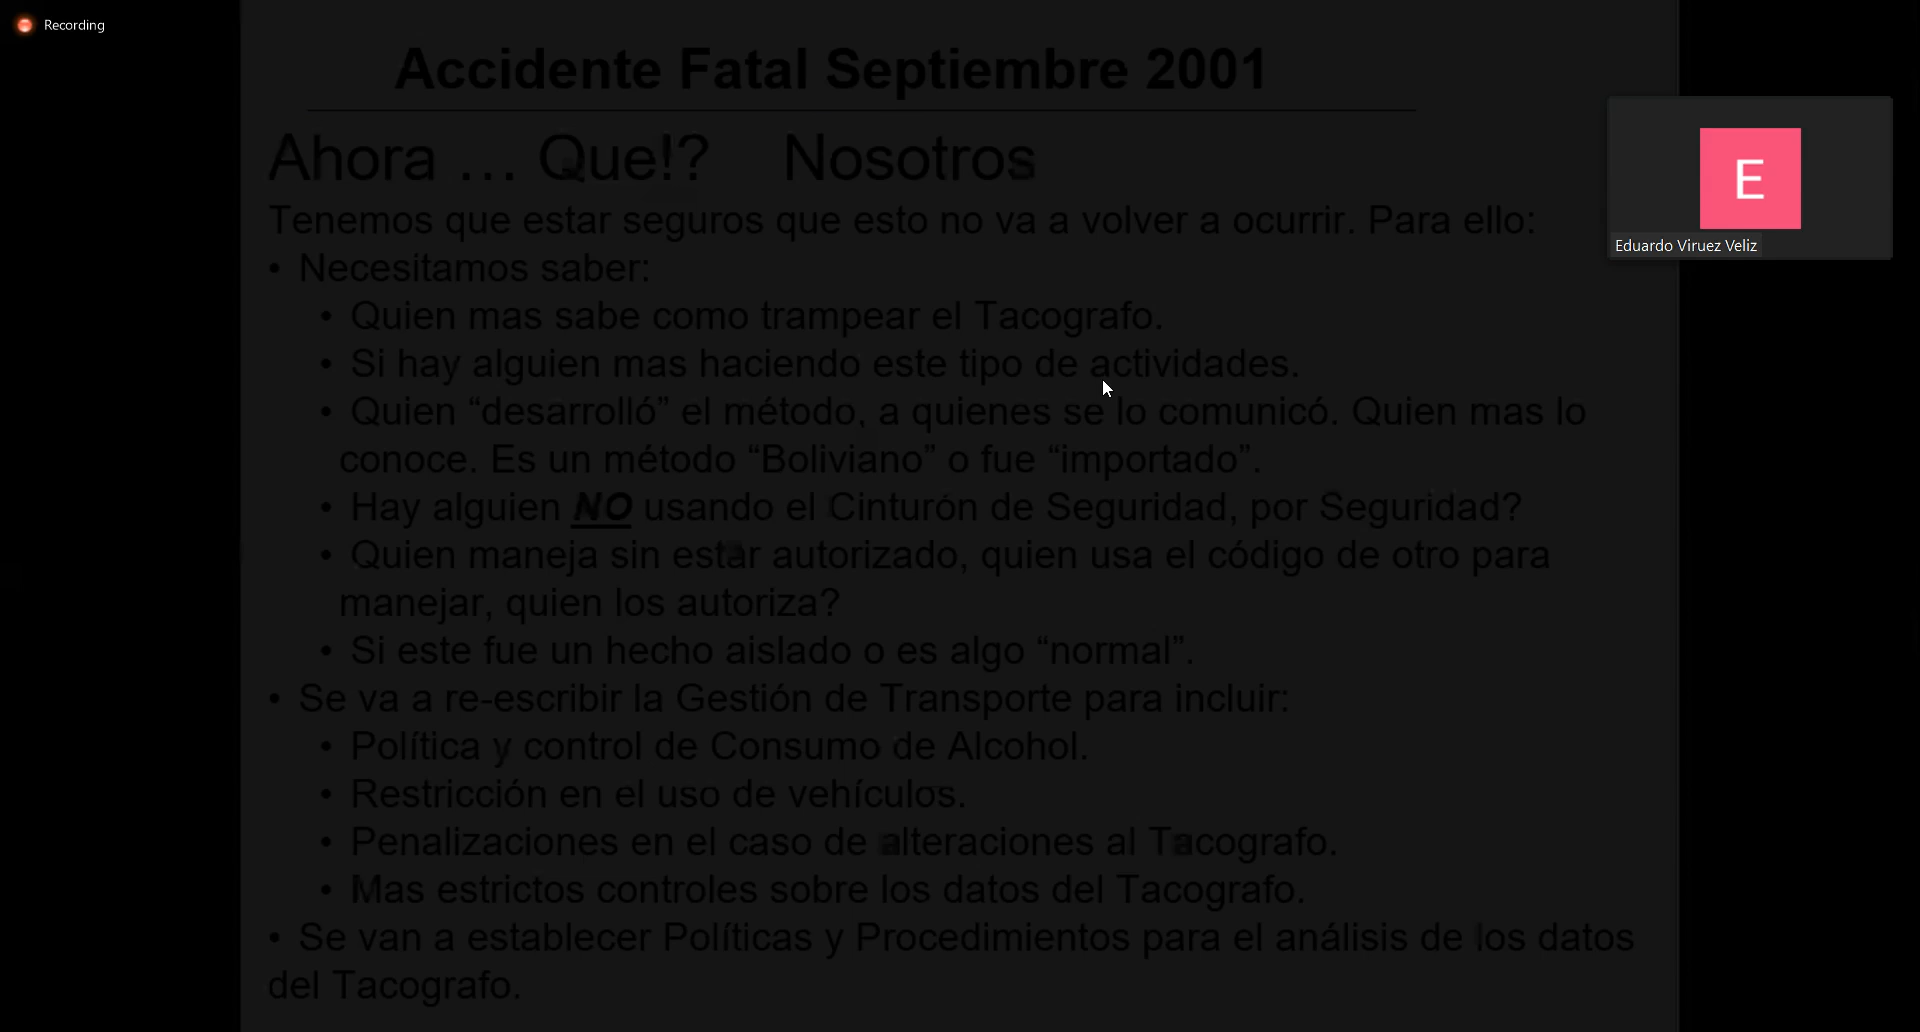 Recording
Accidente Fatal Septiembre 2001
Ahora ... Que!? Nosotros
Tenemos que estar seguros que esto no va a volver a ocurrir. Para ello:
• Necesitamos saber:
• Quien mas sabe como trampear el Tacografo.
• Si hay alguien mas haciendo este tipo de actividades.
• Quien “desarrolló” el método, a quienes se lo comunicó. Quien mas lo
conoce. Es un método “Boliviano” o fue “importado”.
• Hay alguien NO usando el Cinturón de Seguridad, por Seguridad?
• Quien maneja sin estar autorizado, quien usa el código de otro para
manejar, quien los autoriza?
• Si este fue un hecho aislado o es algo “normal”.
• Se va a re-escribir la Gestión de Transporte para incluir:
• Política y control de Consumo de Alcohol.
• Restricción en el uso de vehículos.
• Penalizaciones en el caso de alteraciones al Tacografo.
• Mas estrictos controles sobre los datos del Tacografo.
• Se van a establecer Políticas y Procedimientos para el análisis de los datos
del Tacografo.
E
Eduardo Viruez Veliz